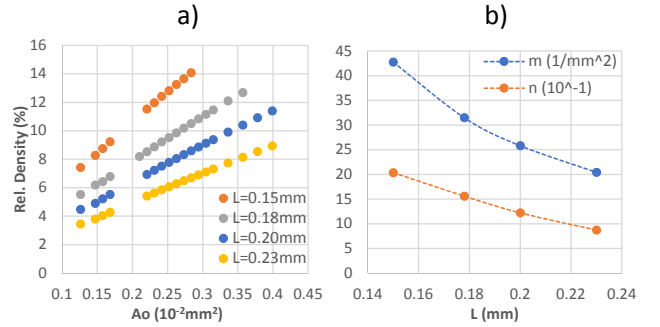 a)
16
14
12
10
8
6
4
2
0
Rel. Density (%)
L=0.15mm
L=0.18mm
L=0.20mm
L=0.23mm
0.1 0.15 0.2 0.25 0.3 0.35 0.4 0.45
Ao (10⁻²mm²)
b)
45
40
35
30
25
20
15
10
5
0
m (1/mm^2)
n (10^-1)
0.14 0.16 0.18 0.20 0.22 0.24
L (mm)